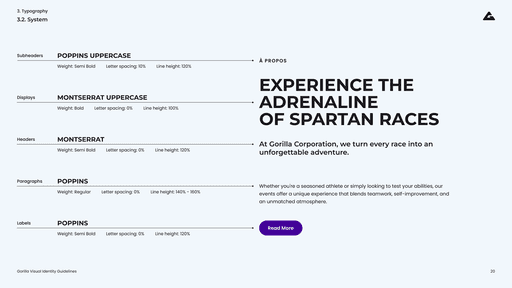 3. Typography
3.2. System
Subheaders
POPPINS UPPERCASE
Weight: Semi Bold Letter spacing: 10% Line height: 120%
Displays
MONTSERRAT UPPERCASE
Weight: Bold Letter spacing: 0% Line height: 100%
Headers
MONTSERRAT
Weight: Semi Bold Letter spacing: 0% Line height: 120%
Paragraphs
POPPINS
Weight: Regular Letter spacing: 0% Line height: 140% - 160%
Labels
POPPINS
Weight: Semi Bold Letter spacing: 0% Line height: 120%
À PROPOS
EXPERIENCE THE
ADRENALINE
OF SPARTAN RACES
At Gorilla Corporation, we turn every race into an
unforgettable adventure.
Whether you're a seasoned athlete or simply looking to test your abilities, our
events offer a unique experience that blends teamwork, self-improvement, and
an unmatched atmosphere.
Read More
Gorilla Visual Identity Guidelines
20